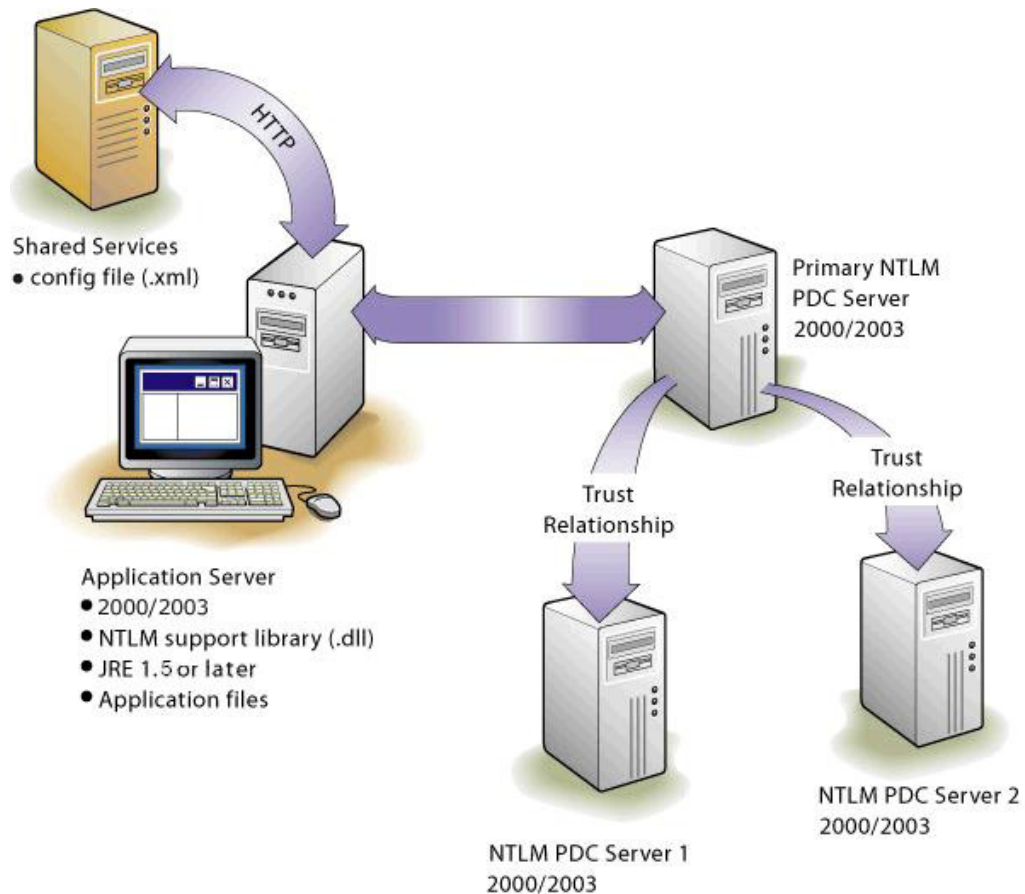 HTTP
Shared Services
● config file (.xml)
Primary NTLM
PDC Server
2000/2003
Trust
Relationship
Trust
Relationship
Application Server
● 2000/2003
● NTLM support library (.dll)
● JRE 1.5 or later
● Application files
NTLM PDC Server 1
2000/2003
NTLM PDC Server 2
2000/2003